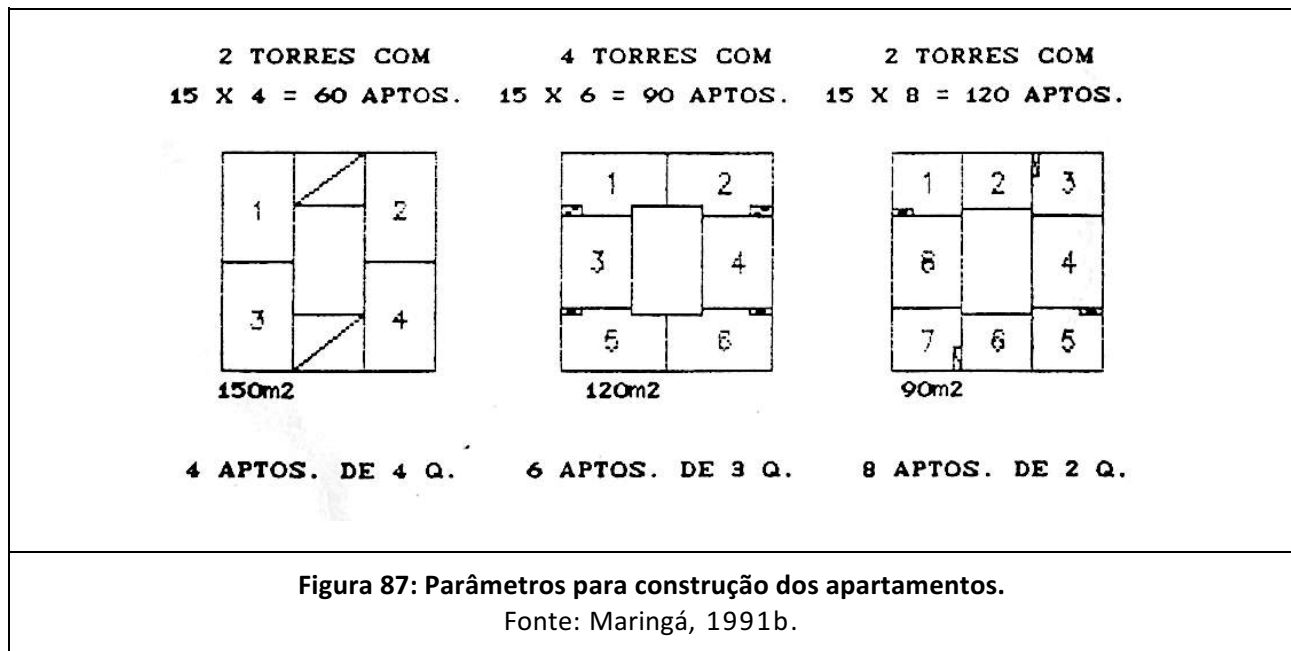 2 TORRES COM
15 X 4 = 60 APTOS.
4 TORRES COM
15 X 6 = 90 APTOS.
2 TORRES COM
15 X 8 = 120 APTOS.
1
2
3
4
150m2
1
2
3
4
5
6
120m2
1
2
3
8
4
7
6
5
90m2
4 APTOS. DE 4 Q.
6 APTOS. DE 3 Q.
8 APTOS. DE 2 Q.
Figura 87: Parâmetros para construção dos apartamentos.
Fonte: Maringá, 1991b.